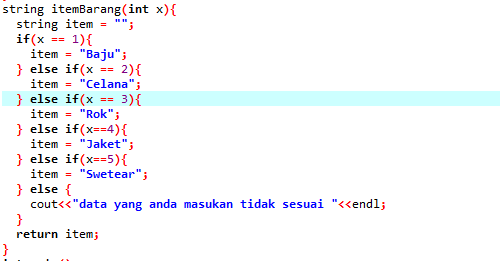 string itemBarang(int x){
string item = "";
if(x == 1){
item = "Baju";
} else if(x == 2){
item = "Celana";
} else if(x == 3){
item = "Rok";
} else if(x==4){
item = "Jaket";
} else if(x==5){
item = "Swetear";
} else {
cout<<"data yang anda masukan tidak sesuai "<<endl;
}
return item;
}